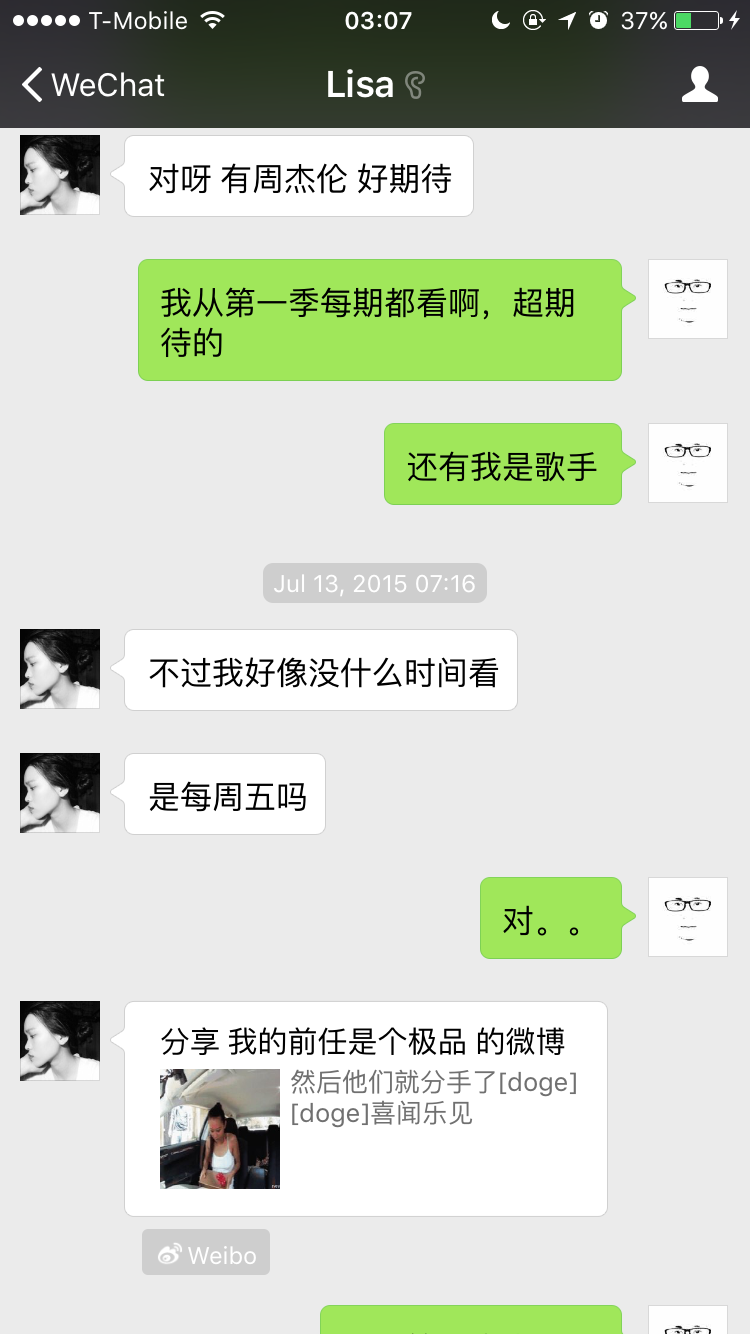 T-Mobile 03:07 37%
WeChat Lisa
对呀 有周杰伦 好期待
我从第一季每期都看啊，超期
待的
还有我是歌手
Jul 13, 2015 07:16
不过我好像没什么时间看
是每周五吗
对。。
分享 我的前任是个极品 的微博
然后他们就分手了[doge]
[doge]喜闻乐见
Weibo